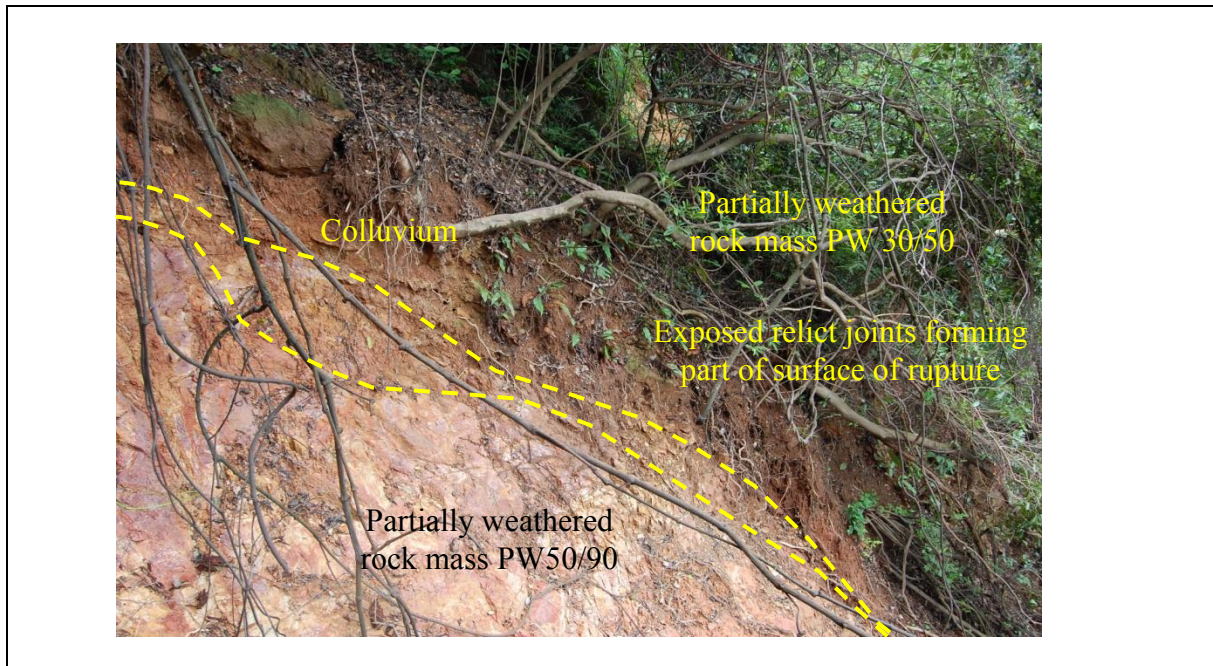 Colluvium
Partially weathered
rock mass PW 30/50
Exposed relict joints forming
part of surface of rupture
Partially weathered
rock mass PW50/90